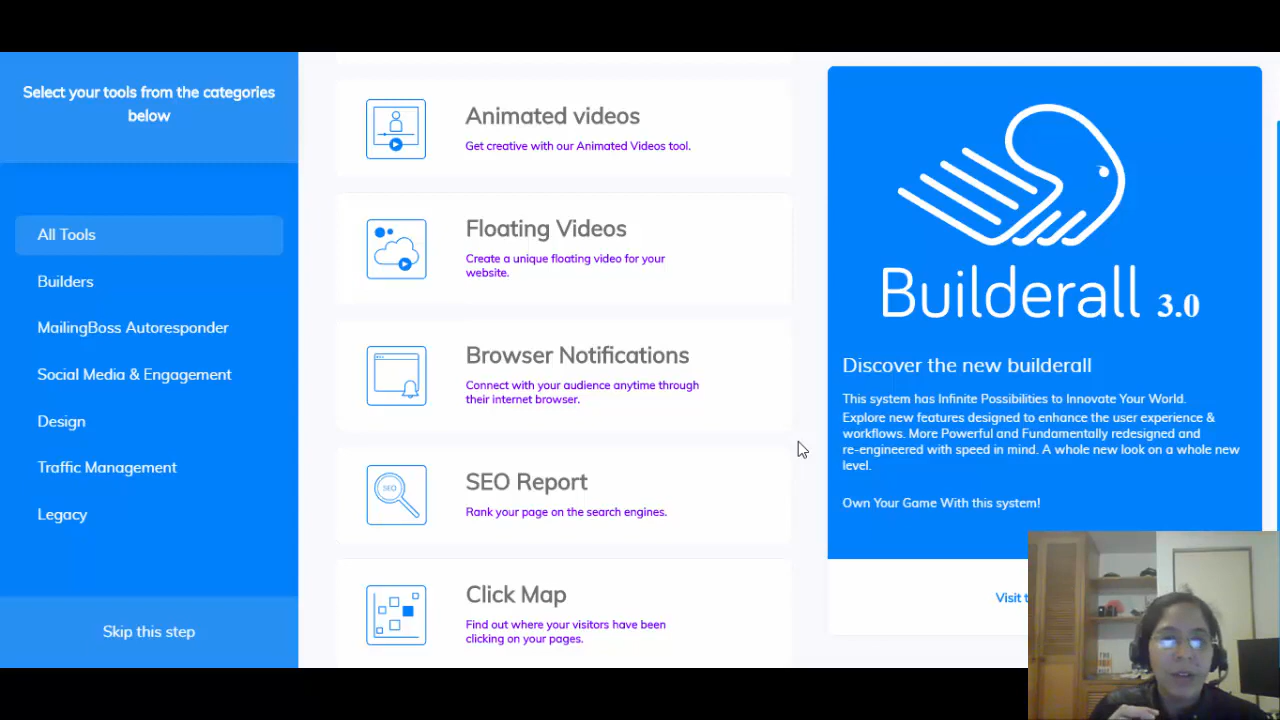 Select your tools from the categories
below
All Tools
Builders
MailingBoss Autoresponder
Social Media & Engagement
Design
Traffic Management
Legacy
Skip this step
Animated videos
Get creative with our Animated Videos tool.
Floating Videos
Create a unique floating video for your
website.
Browser Notifications
Connect with your audience anytime through
their internet browser.
SEO Report
SEO
Rank your page on the search engines.
Click Map
Find out where your visitors have been
clicking on your pages.
Builderall 3.0
Discover the new builderall
This system has Infinite Possibilities to Innovate Your World.
Explore new features designed to enhance the user experience &
workflows. More Powerful and Fundamentally redesigned and
re-engineered with speed in mind. A whole new look on a whole new
level.
Own Your Game With this system!
Visit